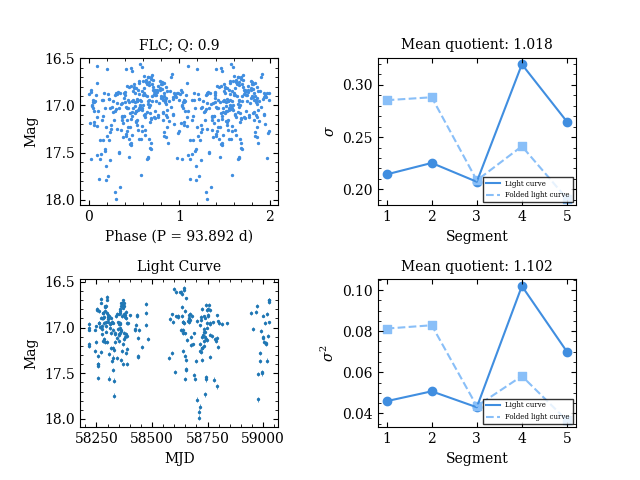 FLC; Q: 0.9
16.5
17.0
17.5
18.0
Mag
0
1
2
Phase (P = 93.892 d)
Mean quotient: 1.018
0.30
0.25
0.20
σ
Light curve
Folded light curve
1
2
3
4
5
Segment
Light Curve
16.5
17.0
17.5
18.0
Mag
58250
58500
58750
59000
MJD
Mean quotient: 1.102
0.10
0.08
0.06
0.04
σ²
Light curve
Folded light curve
1
2
3
4
5
Segment